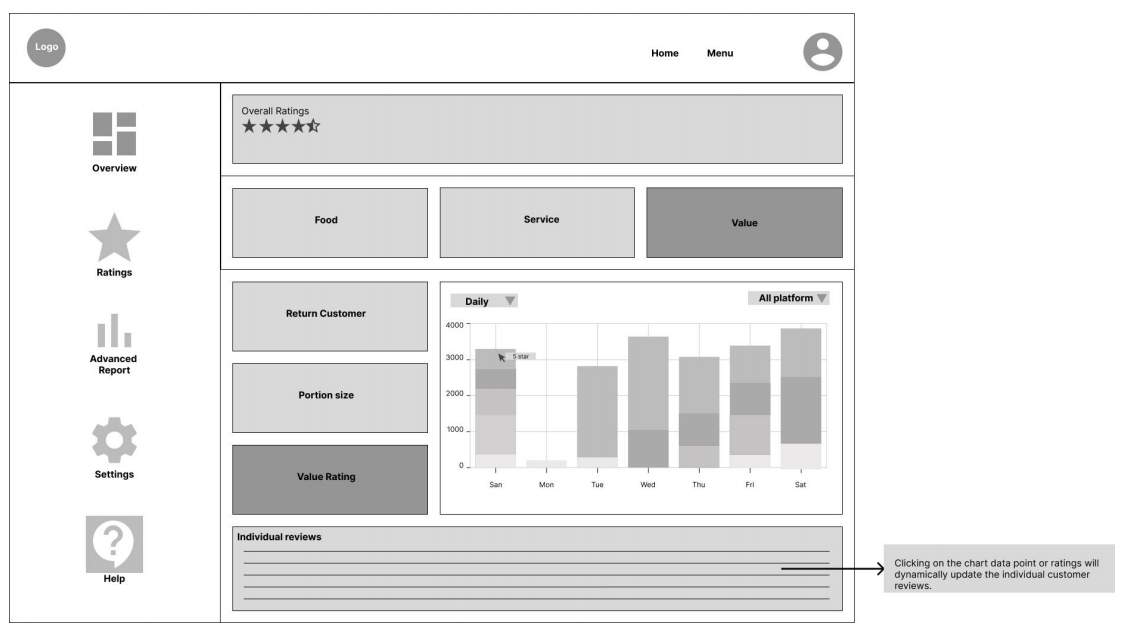 Logo
Home
Menu
Overview
Ratings
Advanced
Report
Settings
Help
Overall Ratings
Food
Service
Value
Return Customer
Portion size
Value Rating
Daily
All platform
4000
3000
2000
1000
0
5 star
San
Mon
Tue
Wed
Thu
Fri
Sat
Individual reviews
Clicking on the chart data point or ratings will
dynamically update the individual customer
reviews.